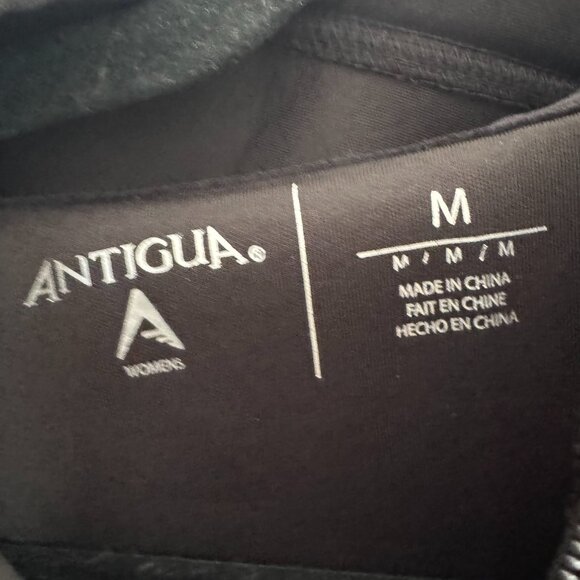 ANTIGUA®
WOMENS
M
M / M / M
MADE IN CHINA
FAIT EN CHINE
HECHO EN CHINA